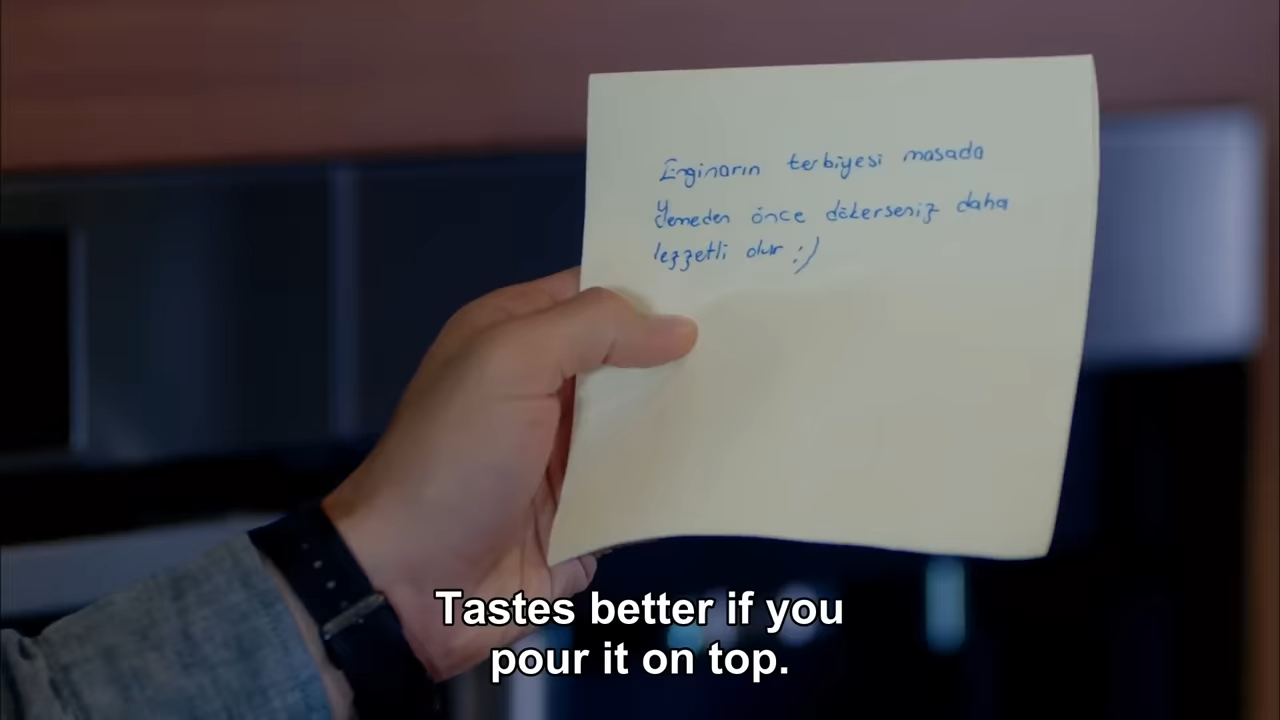 Enginarın terbiyesi masada
Yemeden önce dökerseniz daha
lezzetli olur :)
Tastes better if you
pour it on top.